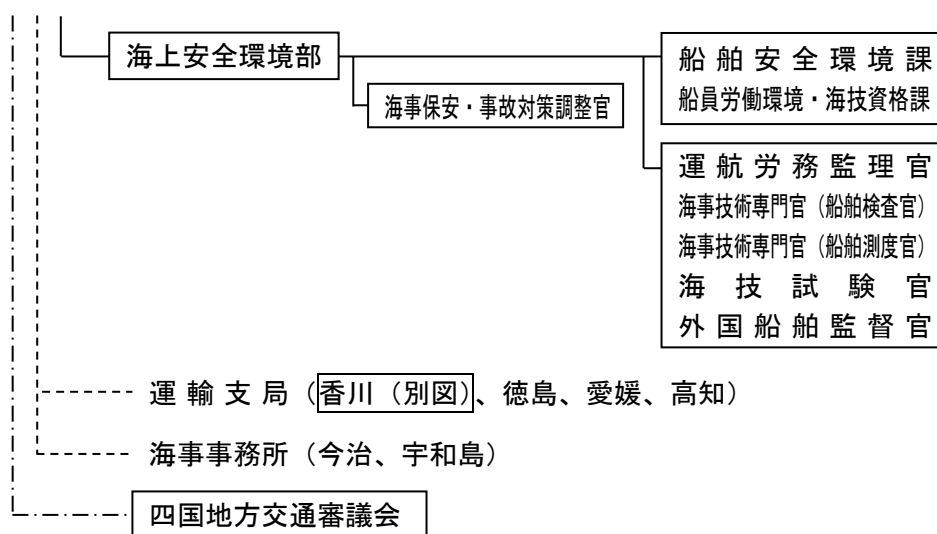 海上安全環境部
船舶安全環境課
船員労働環境・海技資格課
海事保安・事故対策調整官
運航労務監理官
海事技術専門官（船舶検査官）
海事技術専門官（船舶測度官）
海技試験官
外国船舶監督官
運輸支局（香川（別図）、徳島、愛媛、高知）
海事事務所（今治、宇和島）
四国地方交通審議会